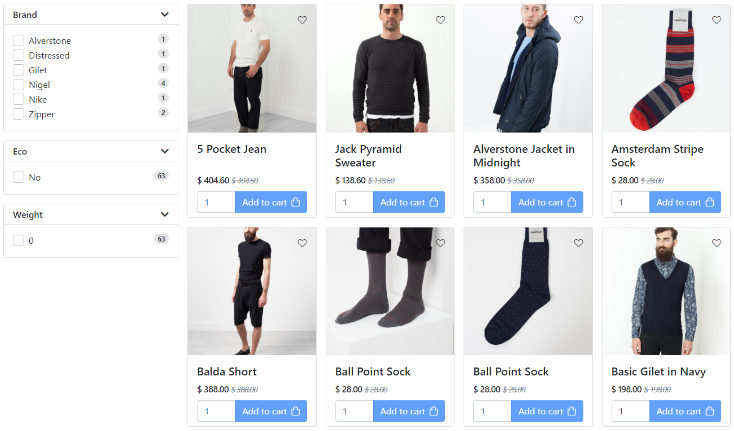 Brand
Alverstone 1
Distressed 1
Gilet 1
Nigel 4
Nike 1
Zipper 2
Eco
No 63
Weight
0 63
5 Pocket Jean
$ 404.60 $ 404.60
1 Add to cart
Jack Pyramid
Sweater
$ 138.60 $ 138.60
1 Add to cart
Alverstone Jacket in
Midnight
$ 358.00 $ 358.00
1 Add to cart
Amsterdam Stripe
Sock
$ 28.00 $ 28.00
1 Add to cart
Balda Short
$ 388.00 $ 388.00
1 Add to cart
Ball Point Sock
$ 28.00 $ 28.00
1 Add to cart
Ball Point Sock
$ 28.00 $ 28.00
1 Add to cart
Basic Gilet in Navy
$ 198.00 $ 198.00
1 Add to cart